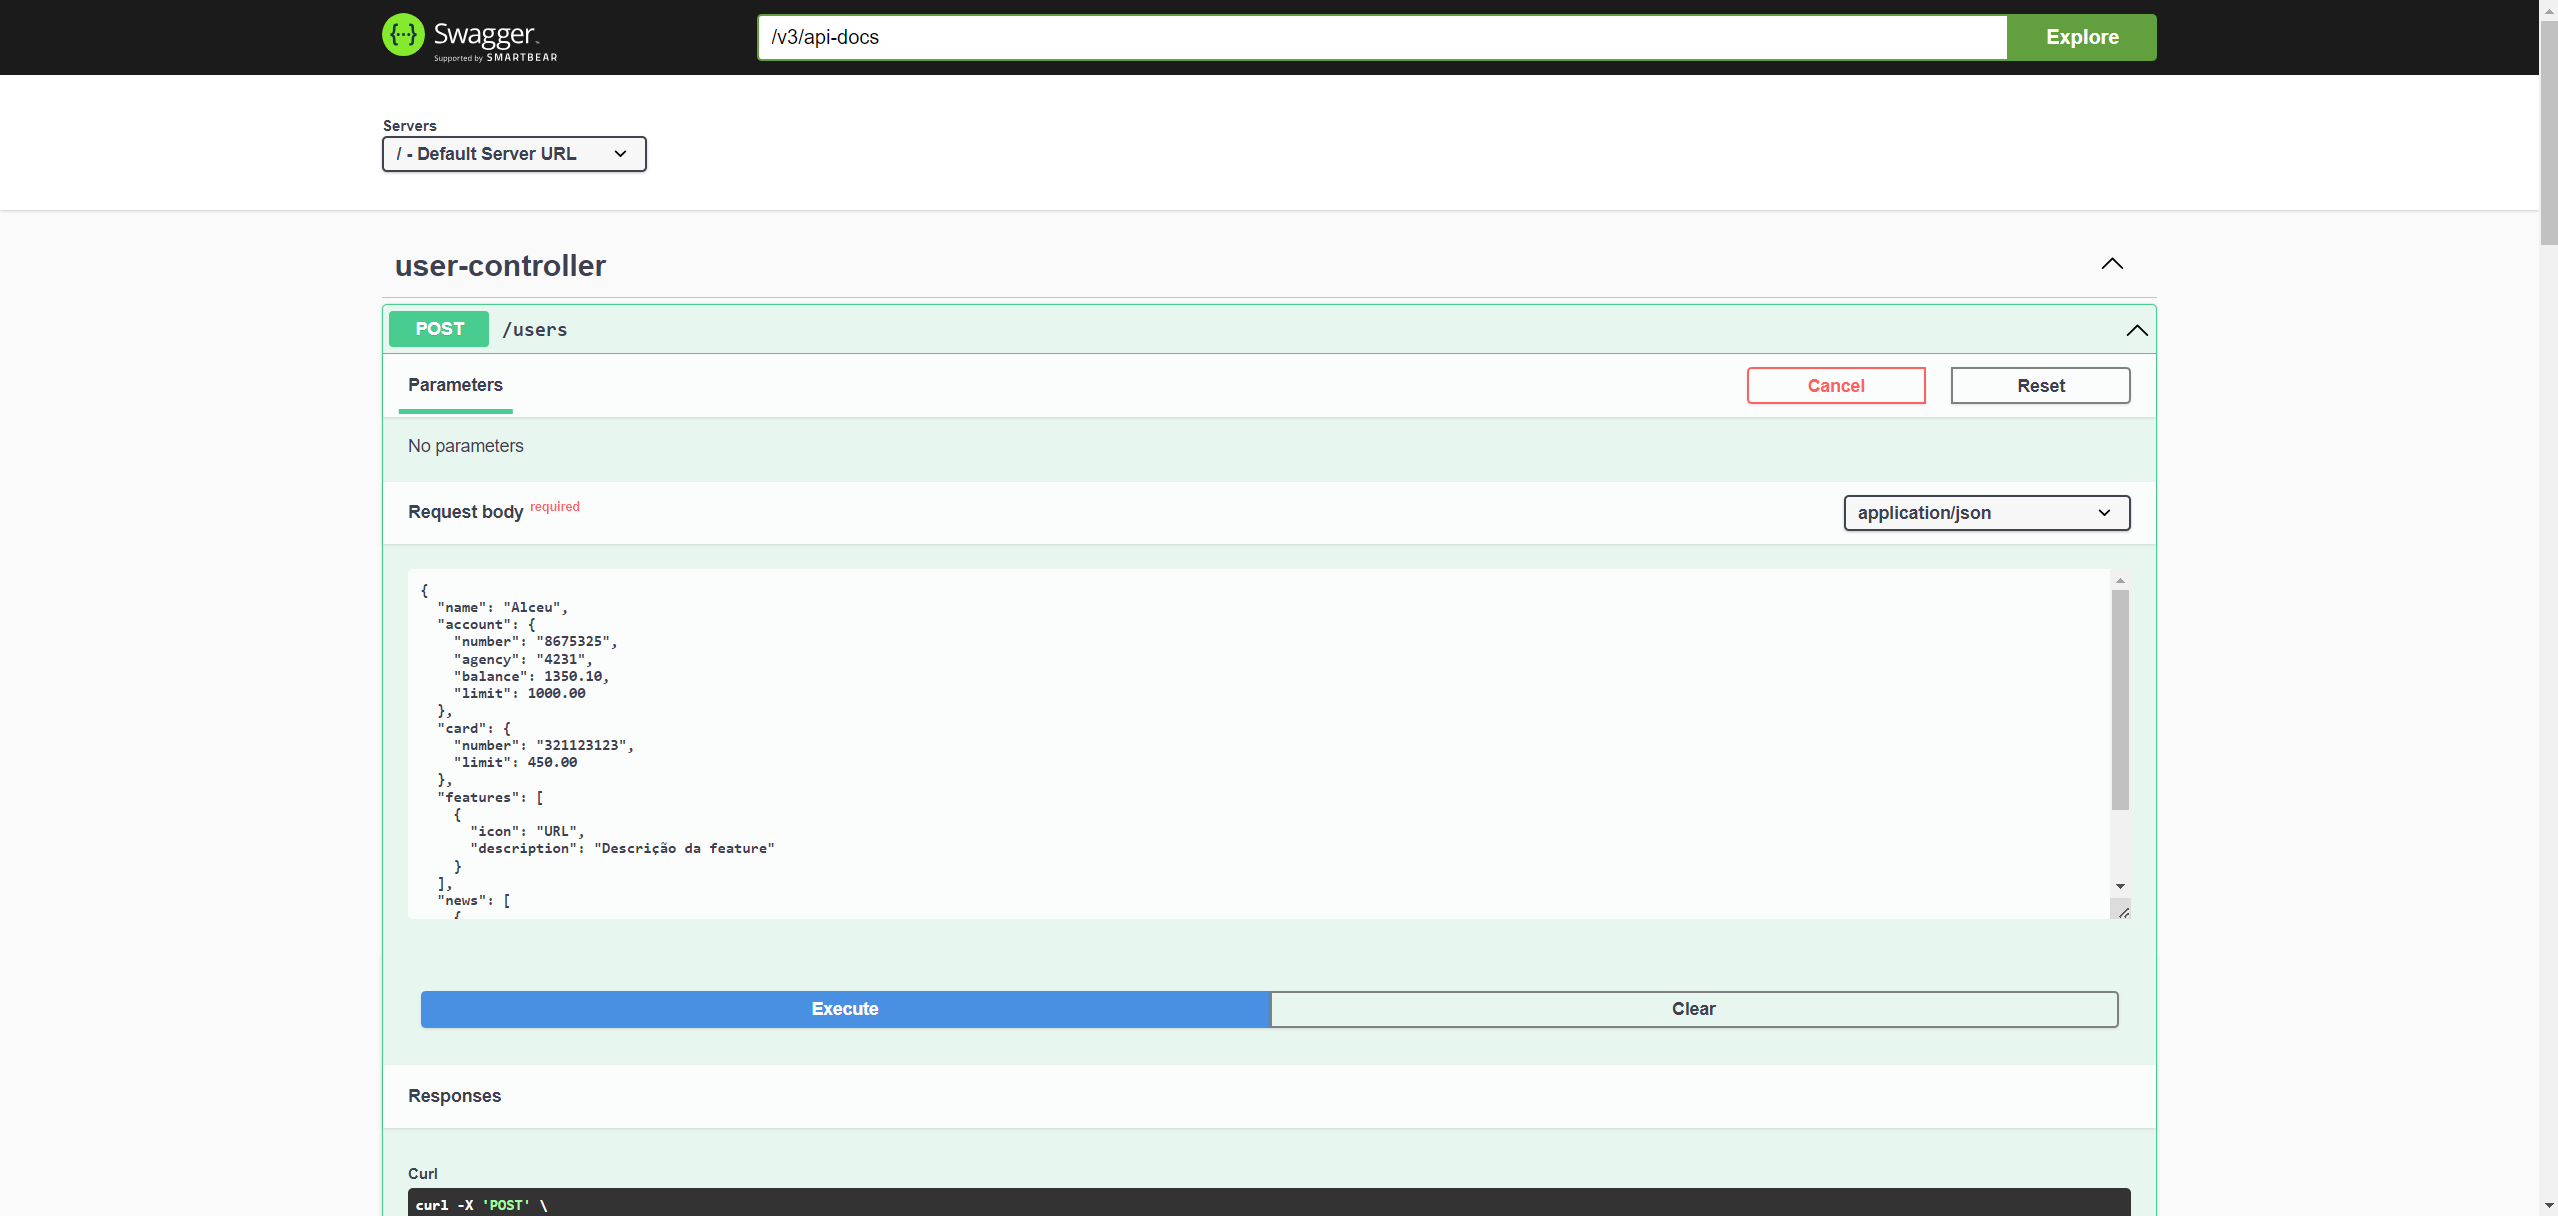 {...} Swagger
Supported by SMARTBEAR
/v3/api-docs
Explore
Servers
/ - Default Server URL
user-controller
POST /users
Parameters
Cancel
Reset
No parameters
Request body required
application/json
{
  "name": "Alceu",
  "account": {
    "number": "8675325",
    "agency": "4231",
    "balance": 1350.10,
    "limit": 1000.00
  },
  "card": {
    "number": "321123123",
    "limit": 450.00
  },
  "features": [
    {
      "icon": "URL",
      "description": "Descrição da feature"
    }
  ],
  "news": [
    {
Execute
Clear
Responses
Curl
curl -X 'POST' \